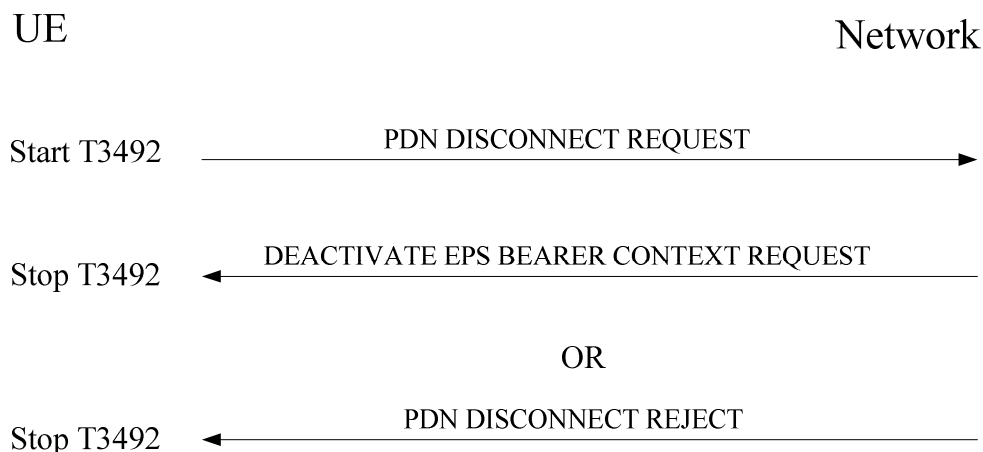 UE
Network
Start T3492
PDN DISCONNECT REQUEST
DEACTIVATE EPS BEARER CONTEXT REQUEST
Stop T3492
OR
PDN DISCONNECT REJECT
Stop T3492